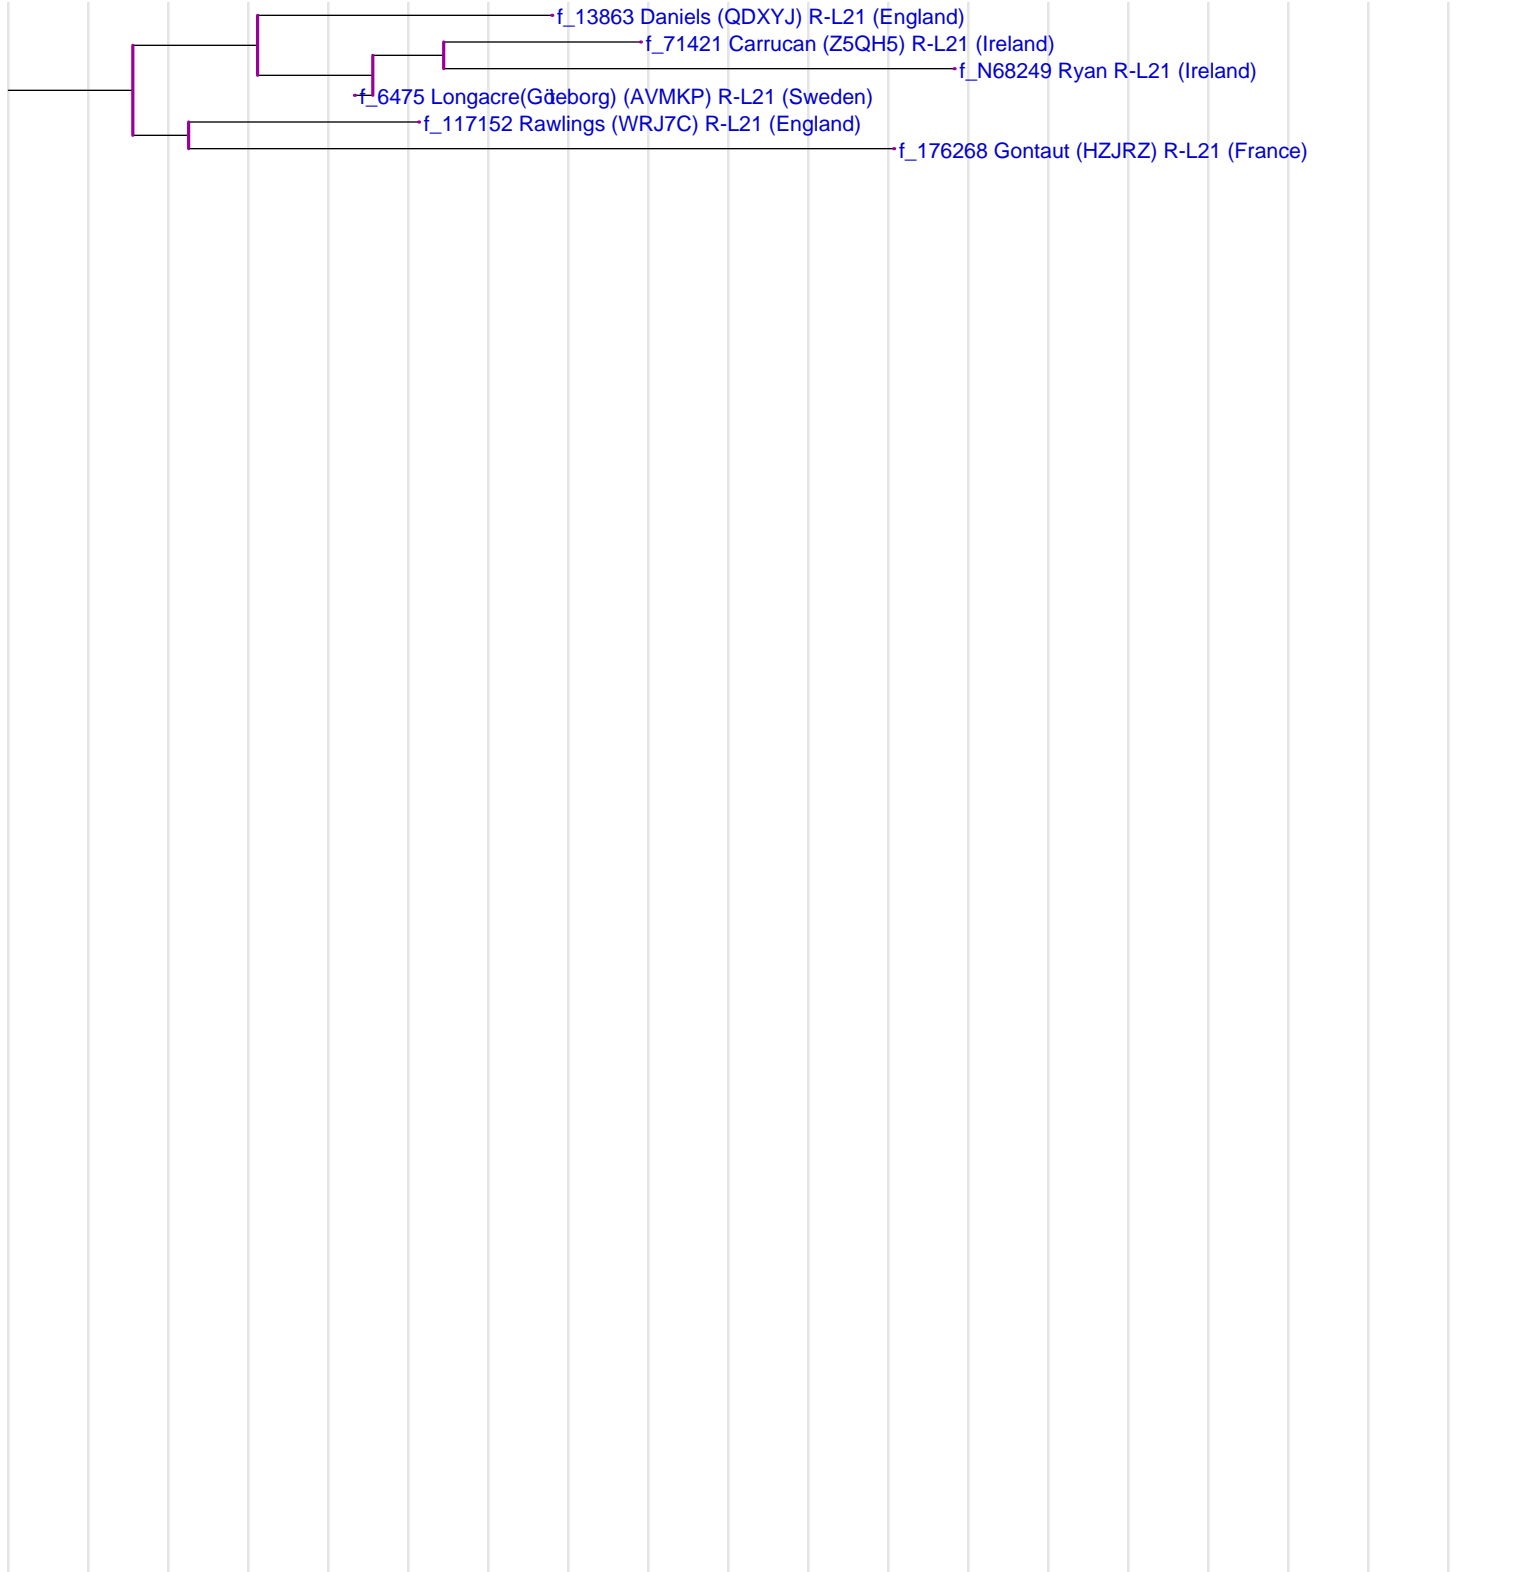 f_13863 Daniels (QDXYJ) R-L21 (England)
f_71421 Carrucan (Z5QH5) R-L21 (Ireland)
f_N68249 Ryan R-L21 (Ireland)
f_6475 Longacre(Göteborg) (AVMKP) R-L21 (Sweden)
f_117152 Rawlings (WRJ7C) R-L21 (England)
f_176268 Gontaut (HZJRZ) R-L21 (France)